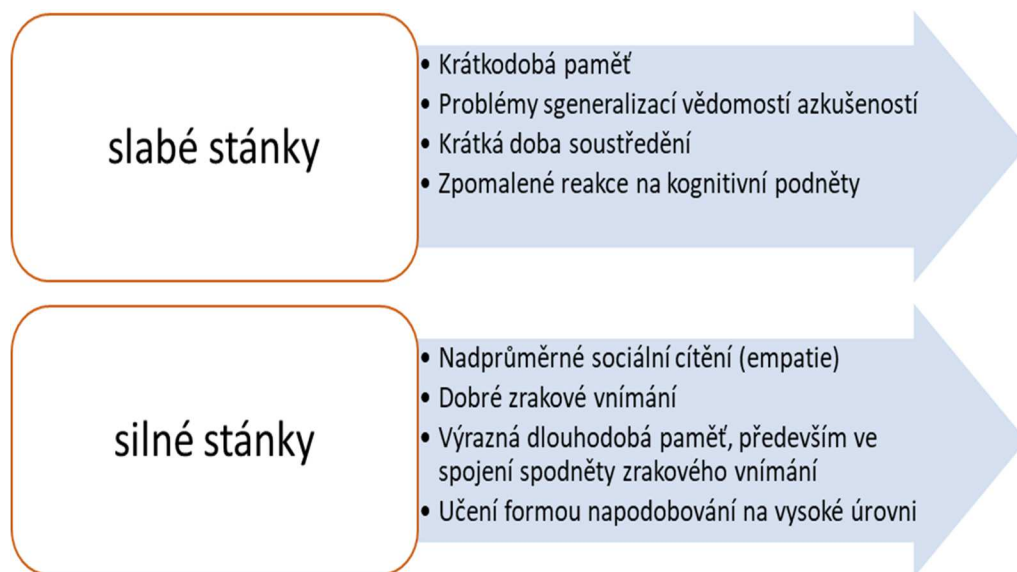 slabé stánky
• Krátkodobá paměť
• Problémy sgeneralizací vědomostí azkušeností
• Krátká doba soustředění
• Zpomalené reakce na kognitivní podněty
silné stánky
• Nadprůměrné sociální cítění (empatie)
• Dobré zrakové vnímání
• Výrazná dlouhodobá paměť, především ve
spojení spodněty zrakového vnímání
• Učení formou napodobování na vysoké úrovni